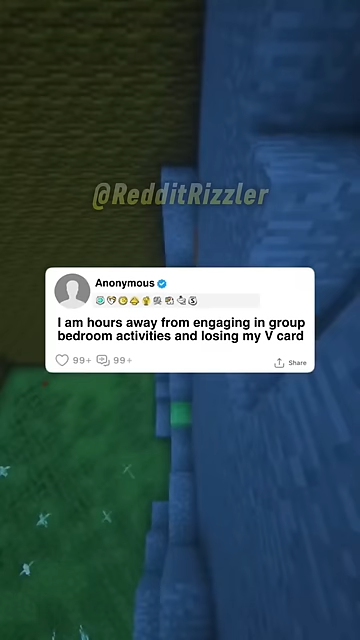 @RedditRizzler
Anonymous
I am hours away from engaging in group
bedroom activities and losing my V card
99+ 99+ Share